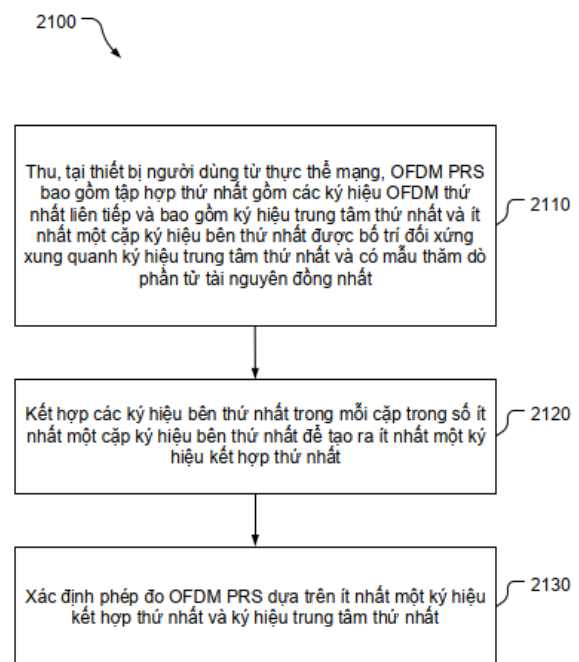 2100
Thu, tại thiết bị người dùng từ thực thể mạng, OFDM PRS
bao gồm tập hợp thứ nhất gồm các ký hiệu OFDM thứ
nhất liên tiếp và bao gồm ký hiệu trung tâm thứ nhất và ít
nhất một cặp ký hiệu bên thứ nhất được bố trí đối xứng
xung quanh ký hiệu trung tâm thứ nhất và có mẫu thăm dò
phần tử tài nguyên đồng nhất
2110
Kết hợp các ký hiệu bên thứ nhất trong mỗi cặp trong số ít
nhất một cặp ký hiệu bên thứ nhất để tạo ra ít nhất một ký
hiệu kết hợp thứ nhất
2120
Xác định phép đo OFDM PRS dựa trên ít nhất một ký hiệu
kết hợp thứ nhất và ký hiệu trung tâm thứ nhất
2130